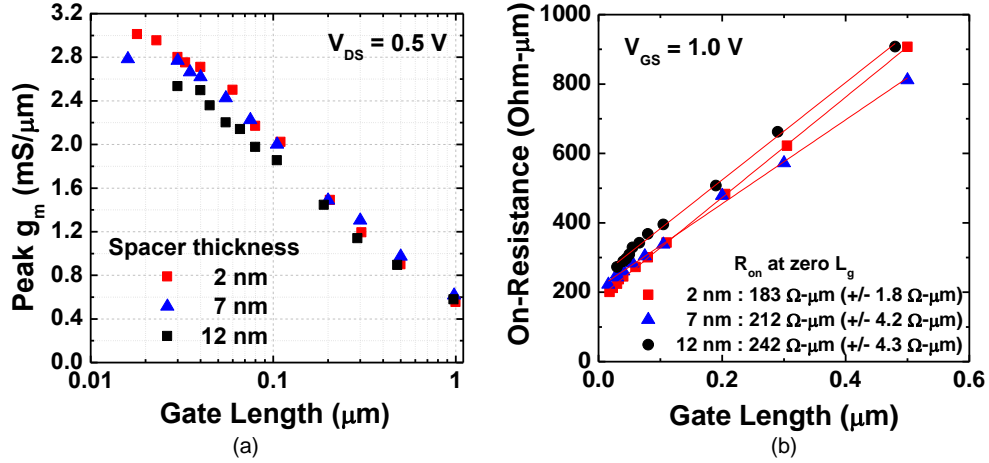 (a)
V_DS = 0.5 V
Peak g_m (mS/μm)
3.2
2.8
2.4
2.0
1.6
1.2
0.8
0.4
0.0
Spacer thickness
2 nm
7 nm
12 nm
0.01
0.1
1
Gate Length (μm)
(a)
(b)
V_GS = 1.0 V
On-Resistance (Ohm-μm)
1000
800
600
400
200
0
R_on at zero L_g
2 nm : 183 Ω-μm (+/- 1.8 Ω-μm)
7 nm : 212 Ω-μm (+/- 4.2 Ω-μm)
12 nm : 242 Ω-μm (+/- 4.3 Ω-μm)
0.0
0.2
0.4
0.6
Gate Length (μm)
(b)